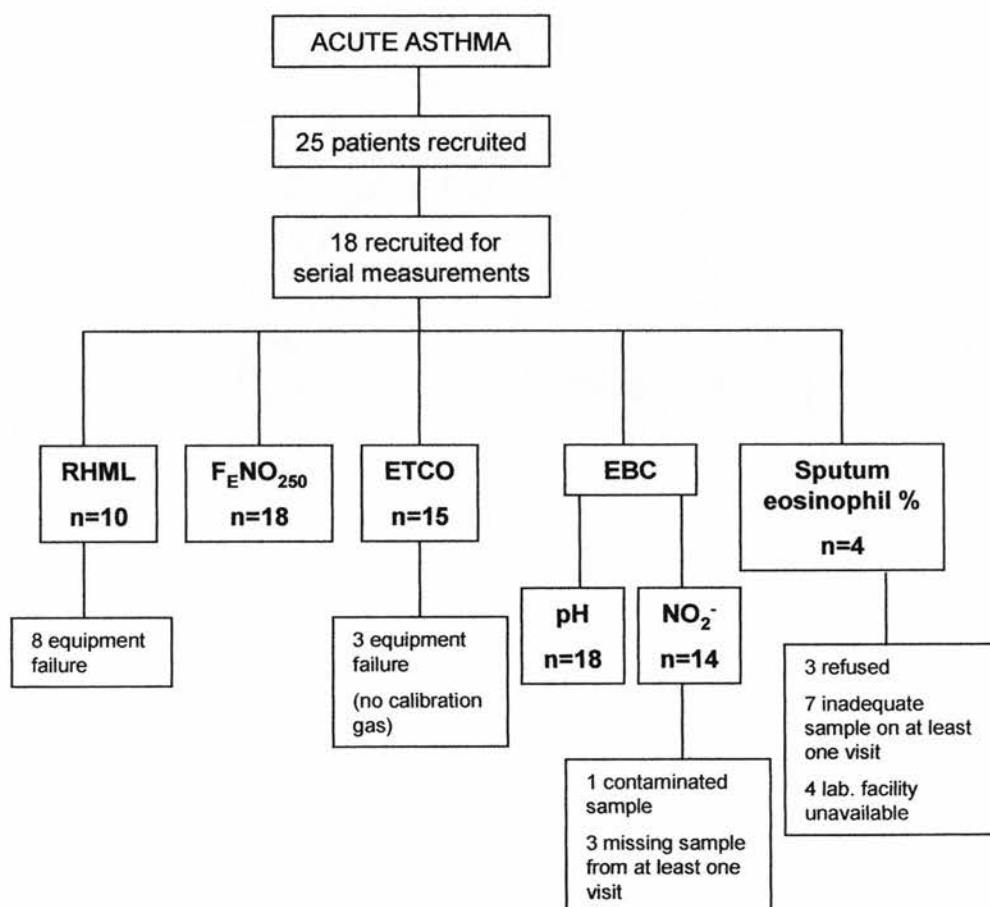 ACUTE ASTHMA
25 patients recruited
18 recruited for
serial measurements
RHML
n=10
8 equipment
failure
FENO250
n=18
ETCO
n=15
3 equipment
failure
(no calibration
gas)
EBC
pH
n=18
NO2-
n=14
1 contaminated
sample
3 missing sample
from at least one
visit
Sputum
eosinophil %
n=4
3 refused
7 inadequate
sample on at least
one visit
4 lab. facility
unavailable